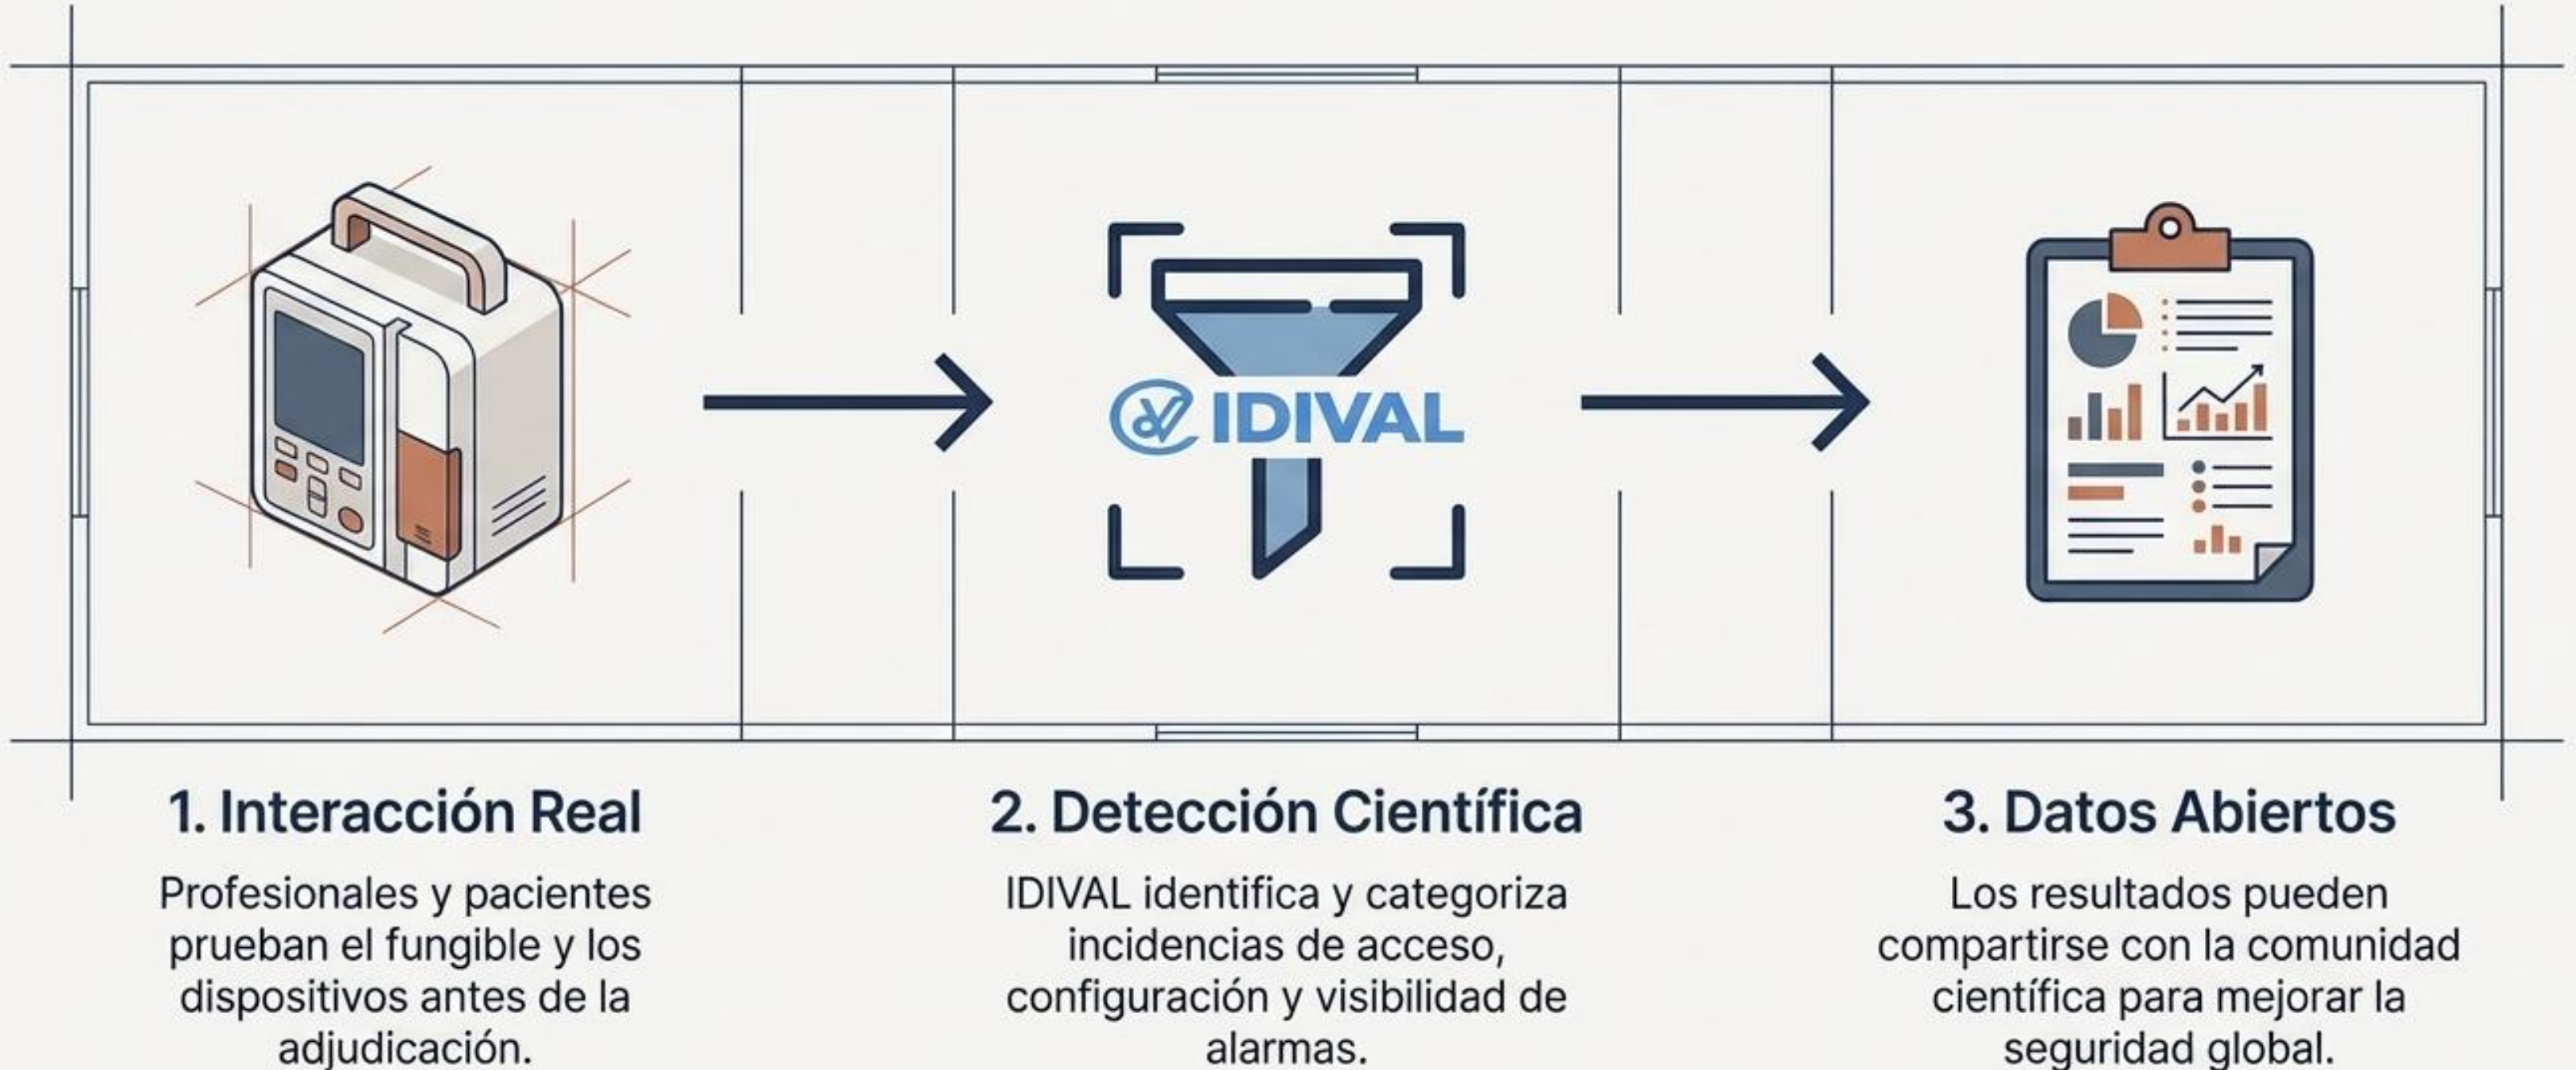 IDIVAL
1. Interacción Real
Profesionales y pacientes
prueban el fungible y los
dispositivos antes de la
adjudicación.
2. Detección Científica
IDIVAL identifica y categoriza
incidencias de acceso,
configuración y visibilidad de
alarmas.
3. Datos Abiertos
Los resultados pueden
compartirse con la comunidad
científica para mejorar la
seguridad global.